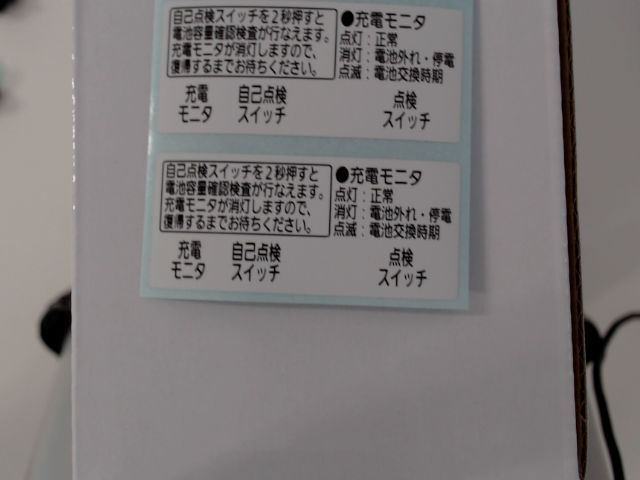 自己点検スイッチを2秒押すと
電池容量確認検査が行なえます。
充電モニタが消灯しますので、
復帰するまでお待ちください。
●充電モニタ
点灯:正常
消灯:電池外れ・停電
点滅:電池交換時期
充電
モニタ
自己点検
スイッチ
点検
スイッチ
自己点検スイッチを2秒押すと
電池容量確認検査が行なえます。
充電モニタが消灯しますので、
復帰するまでお待ちください。
●充電モニタ
点灯:正常
消灯:電池外れ・停電
点滅:電池交換時期
充電
モニタ
自己点検
スイッチ
点検
スイッチ